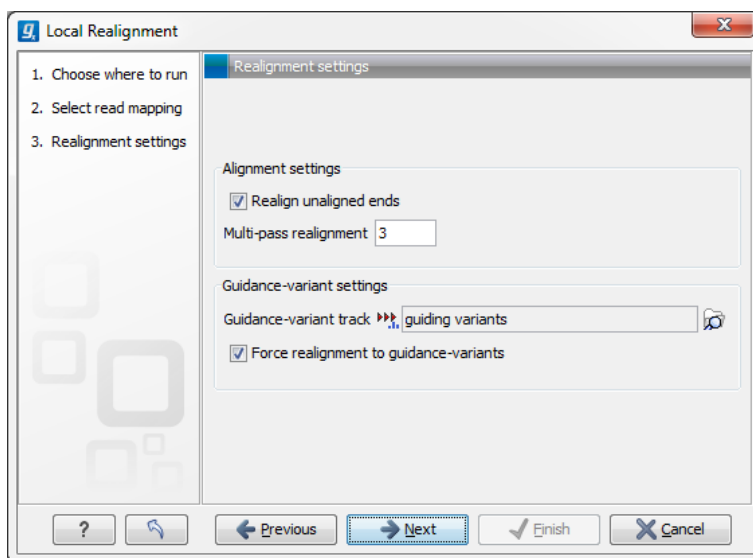 Local Realignment
1. Choose where to run
2. Select read mapping
3. Realignment settings
Realignment settings
Alignment settings
Realign unaligned ends
Multi-pass realignment 3
Guidance-variant settings
Guidance-variant track guiding variants
Force realignment to guidance-variants
? Previous Next Finish Cancel